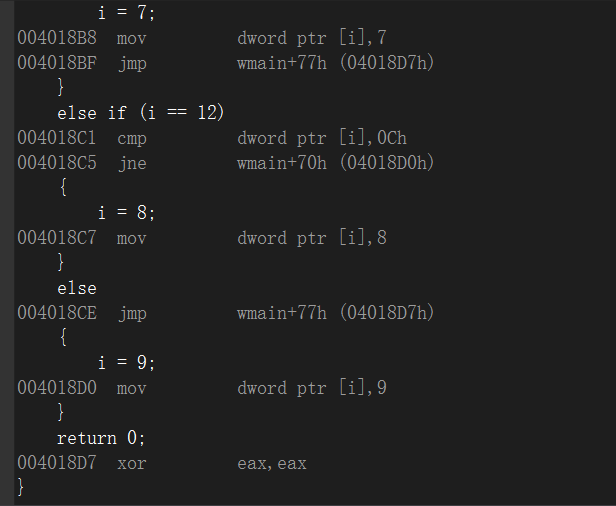 i = 7;
004018B8 mov dword ptr [i],7
004018BF jmp wmain+77h (04018D7h)
}
else if (i == 12)
004018C1 cmp dword ptr [i],0Ch
004018C5 jne wmain+70h (04018D0h)
{
i = 8;
004018C7 mov dword ptr [i],8
}
else
004018CE jmp wmain+77h (04018D7h)
{
i = 9;
004018D0 mov dword ptr [i],9
}
return 0;
004018D7 xor eax,eax
}